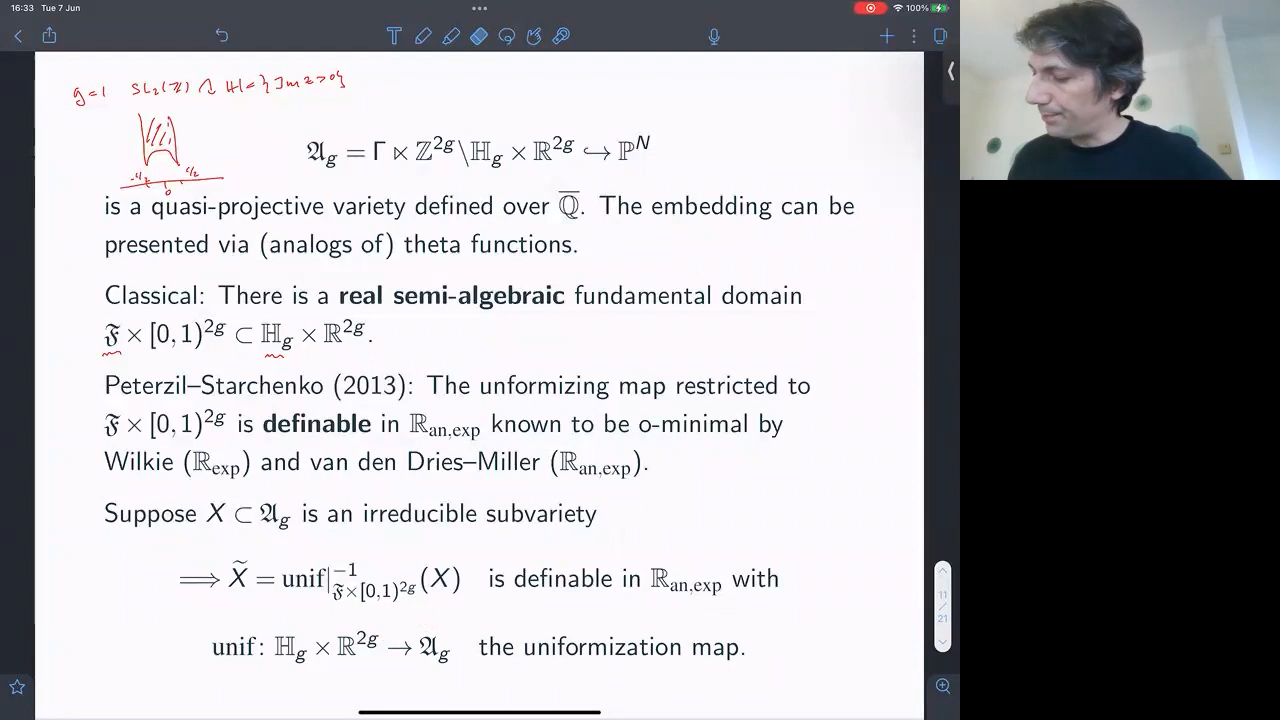 16:33 Tue 7 Jun
100%
g=1 SL₂(ℤ) ↷ ℍ = { Im z > 0 }
-1/2 0 1/2
𝔄_g = Γ ⋉ ℤ^{2g}\ℍ_g × ℝ^{2g} ↪ ℙ^N
is a quasi-projective variety defined over ℚ̅. The embedding can be
presented via (analogs of) theta functions.
Classical: There is a real semi-algebraic fundamental domain
𝔉 × [0, 1)^{2g} ⊂ ℍ_g × ℝ^{2g}.
Peterzil–Starchenko (2013): The unformizing map restricted to
𝔉 × [0, 1)^{2g} is definable in ℝ_{an,exp} known to be o-minimal by
Wilkie (ℝ_{exp}) and van den Dries–Miller (ℝ_{an,exp}).
Suppose X ⊂ 𝔄_g is an irreducible subvariety
⟹ X̃ = unif|^{-1}_{𝔉×[0,1)^{2g}}(X) is definable in ℝ_{an,exp} with
unif: ℍ_g × ℝ^{2g} → 𝔄_g the uniformization map.
11
/
21